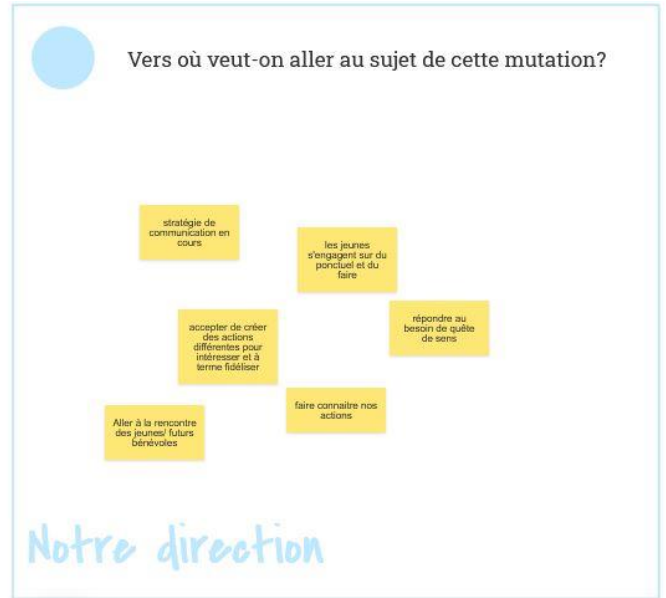 Vers où veut-on aller au sujet de cette mutation?
stratégie de
communication en
cours
les jeunes
s'engagent sur du
ponctuel et du
faire
répondre au
besoin de quête
de sens
accepter de créer
des actions
différentes pour
intéresser et à
terme fidéliser
faire connaitre nos
actions
Aller à la rencontre
des jeunes/ futurs
bénévoles
Notre direction